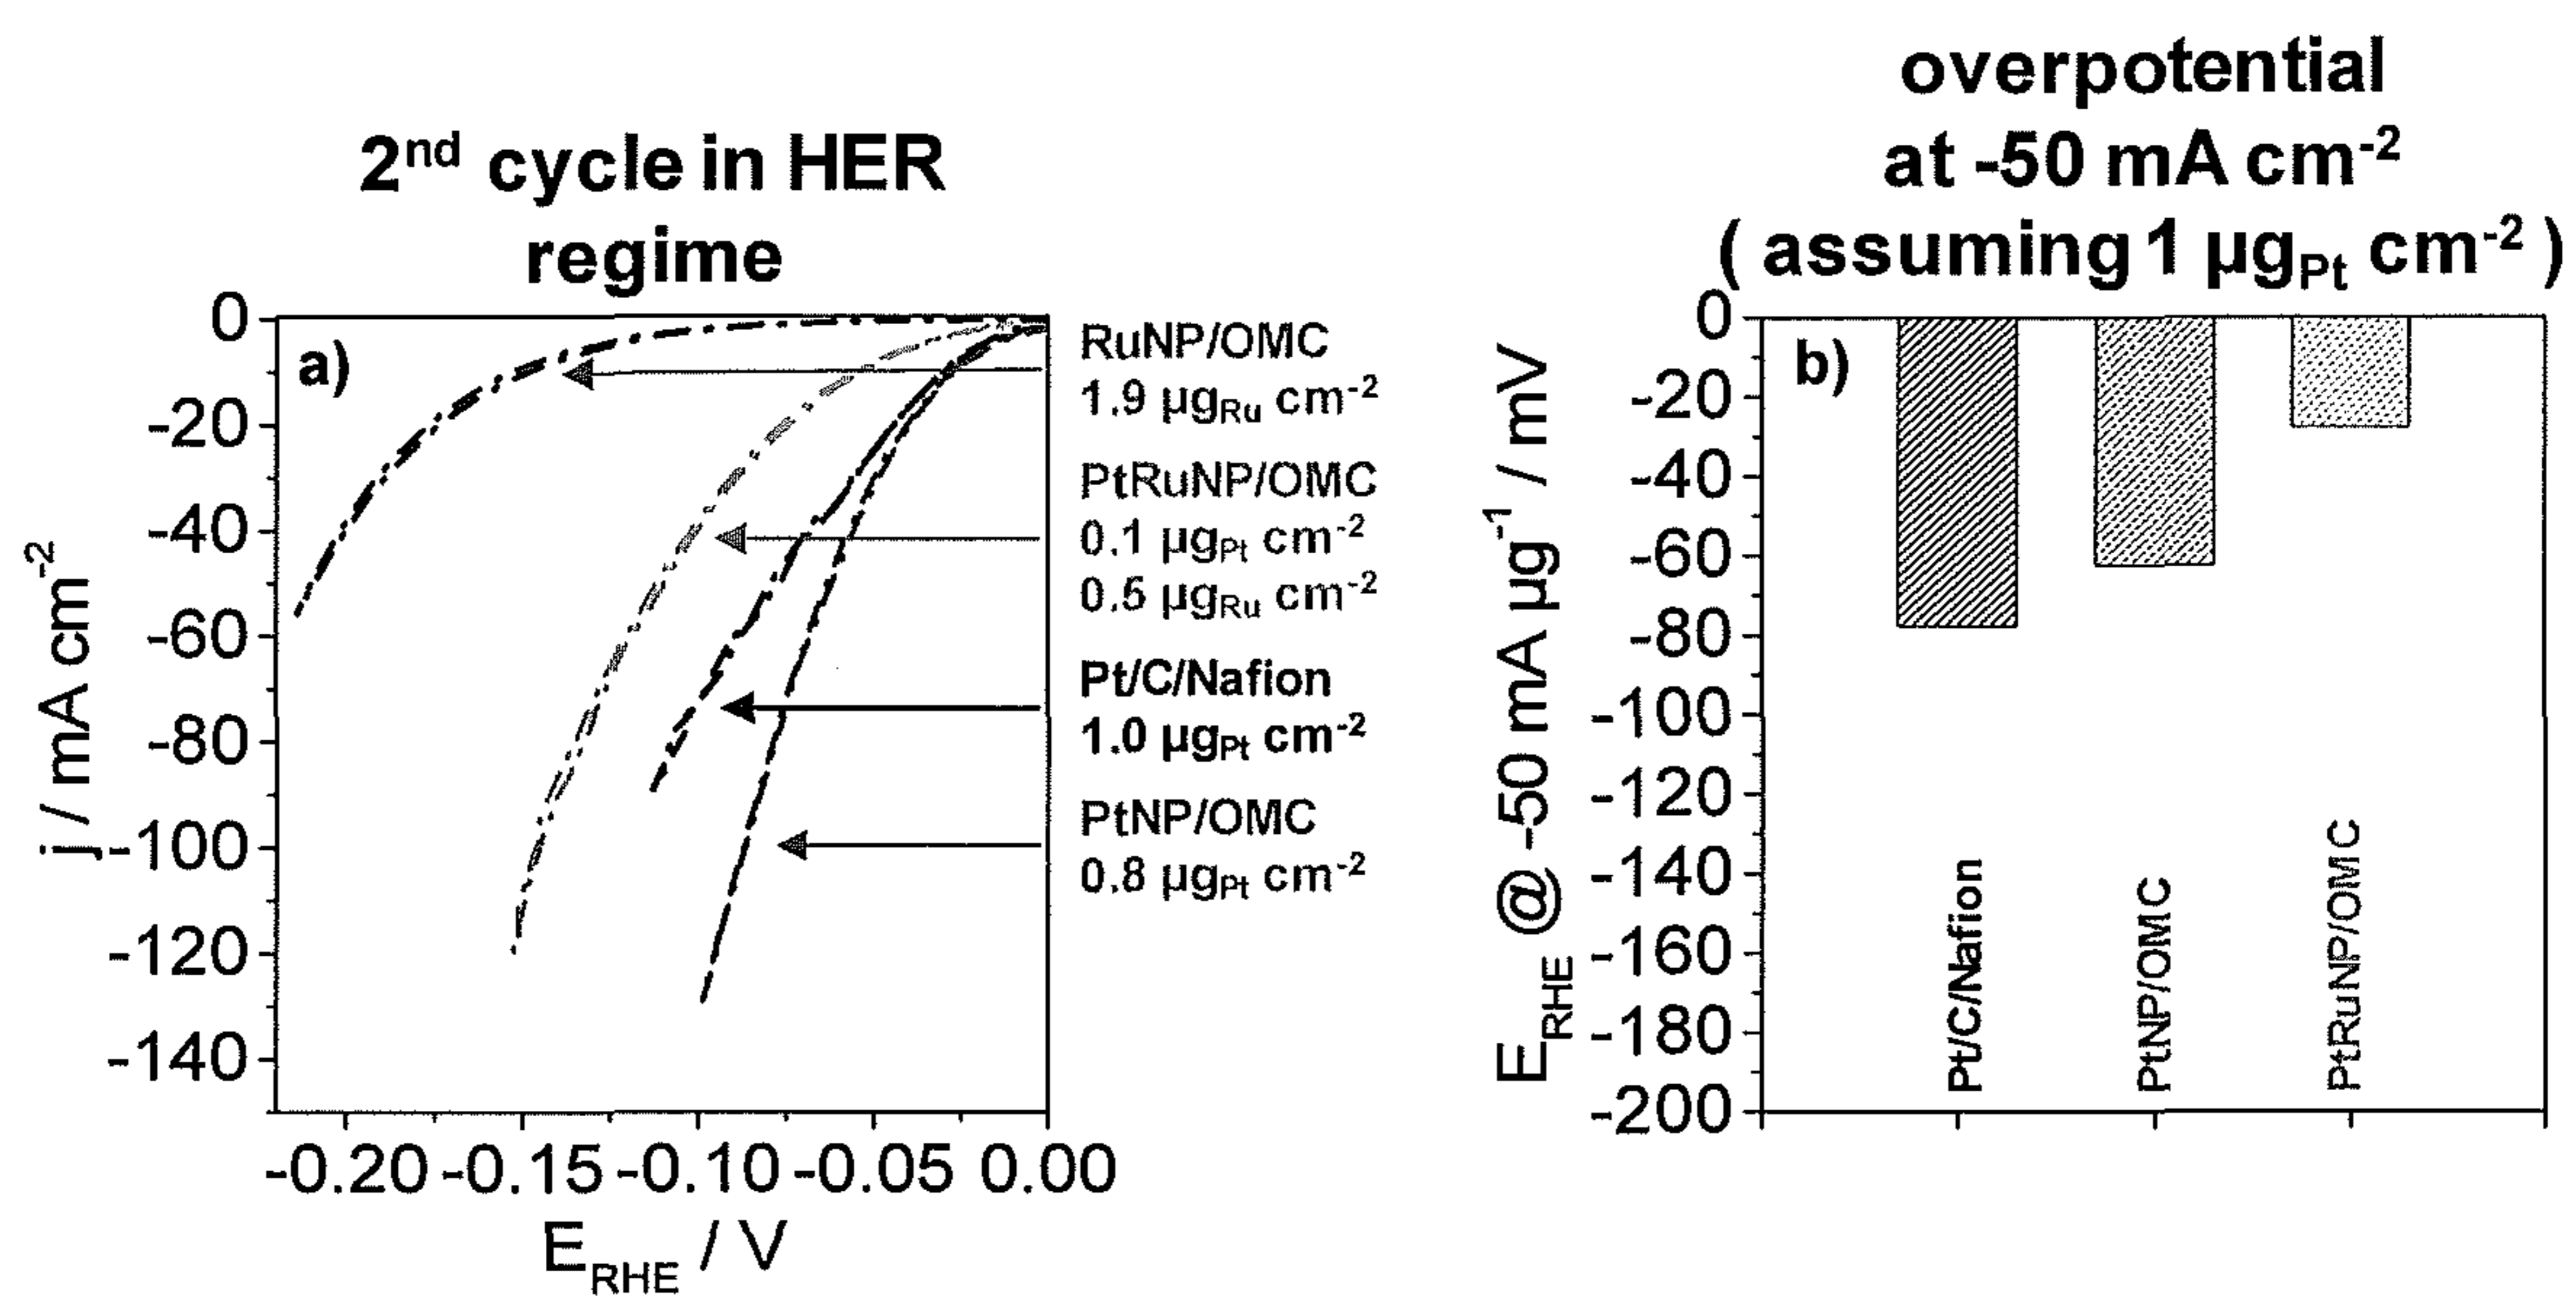 2nd cycle in HER
regime
a)
0
-20
-40
-60
-80
-100
-120
-140
j / mA cm-2
-0.20 -0.15 -0.10 -0.05 0.00
ERHE / V
RuNP/OMC
1.9 µgRu cm-2
PtRuNP/OMC
0.1 µgPt cm-2
0.5 µgRu cm-2
Pt/C/Nafion
1.0 µgPt cm-2
PtNP/OMC
0.8 µgPt cm-2
overpotential
at -50 mA cm-2
( assuming 1 µgPt cm-2 )
b)
0
-20
-40
-60
-80
-100
-120
-140
-160
-180
-200
ERHE @ -50 mA µg-1 / mV
Pt/C/Nafion
PtNP/OMC
PtRuNP/OMC